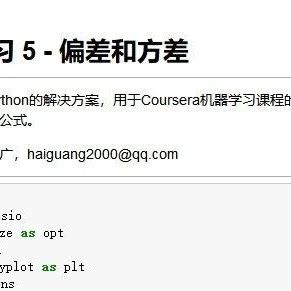 习 5 - 偏差和方差
thon的解决方案，用于Coursera机器学习课程的
公式。
广，haiguang2000@qq.com
sio
ze as opt
yplot as plt
ns